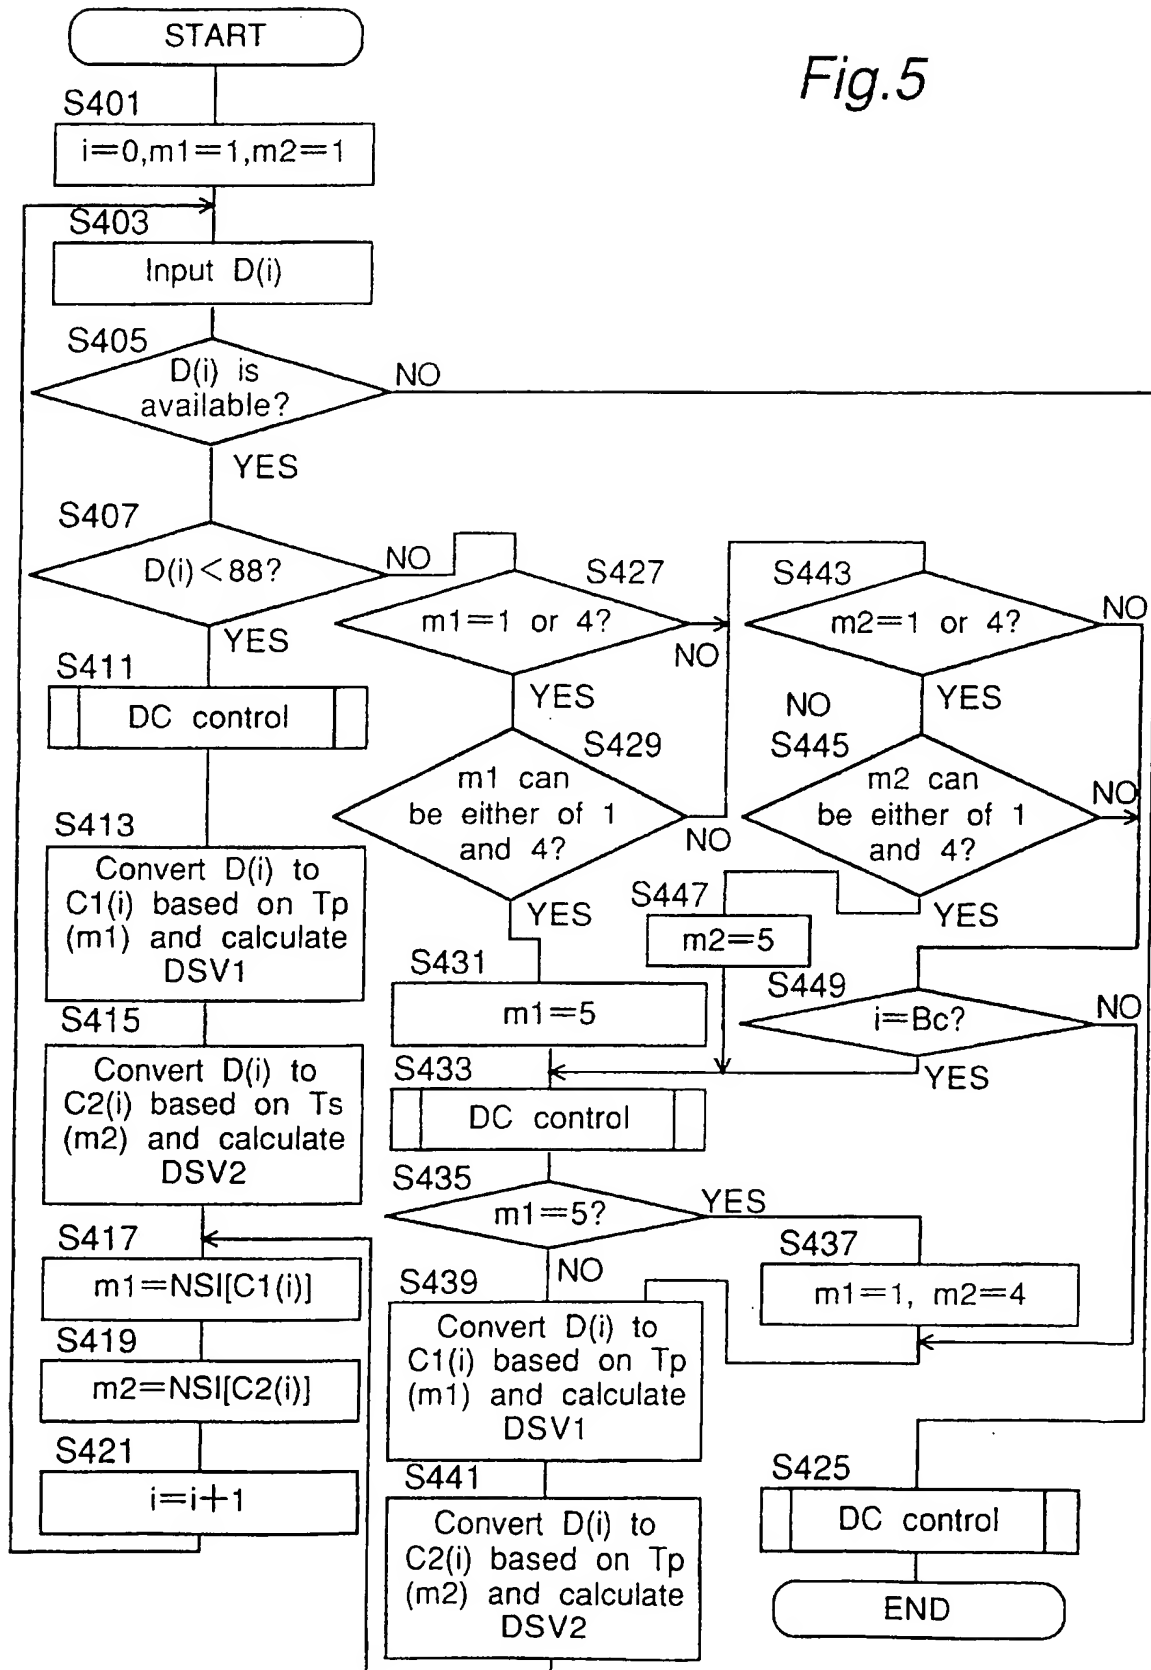 START
Fig.5
S401
i=0,m1=1,m2=1
S403
Input D(i)
S405
D(i) is
available?
NO
YES
S407
D(i)<88?
NO
YES
S427
m1=1 or 4?
NO
YES
S443
m2=1 or 4?
NO
YES
S411
DC control
S429
m1 can
be either of 1
and 4?
NO
YES
NO
S445
m2 can
be either of 1
and 4?
NO
YES
S413
Convert D(i) to
C1(i) based on Tp
(m1) and calculate
DSV1
S447
m2=5
S431
m1=5
S449
i=Bc?
NO
YES
S415
Convert D(i) to
C2(i) based on Ts
(m2) and calculate
DSV2
S433
DC control
S435
m1=5?
YES
NO
S437
m1=1, m2=4
S417
m1=NSI[C1(i)]
S439
Convert D(i) to
C1(i) based on Tp
(m1) and calculate
DSV1
S419
m2=NSI[C2(i)]
S421
i=i+1
S441
Convert D(i) to
C2(i) based on Tp
(m2) and calculate
DSV2
S425
DC control
END